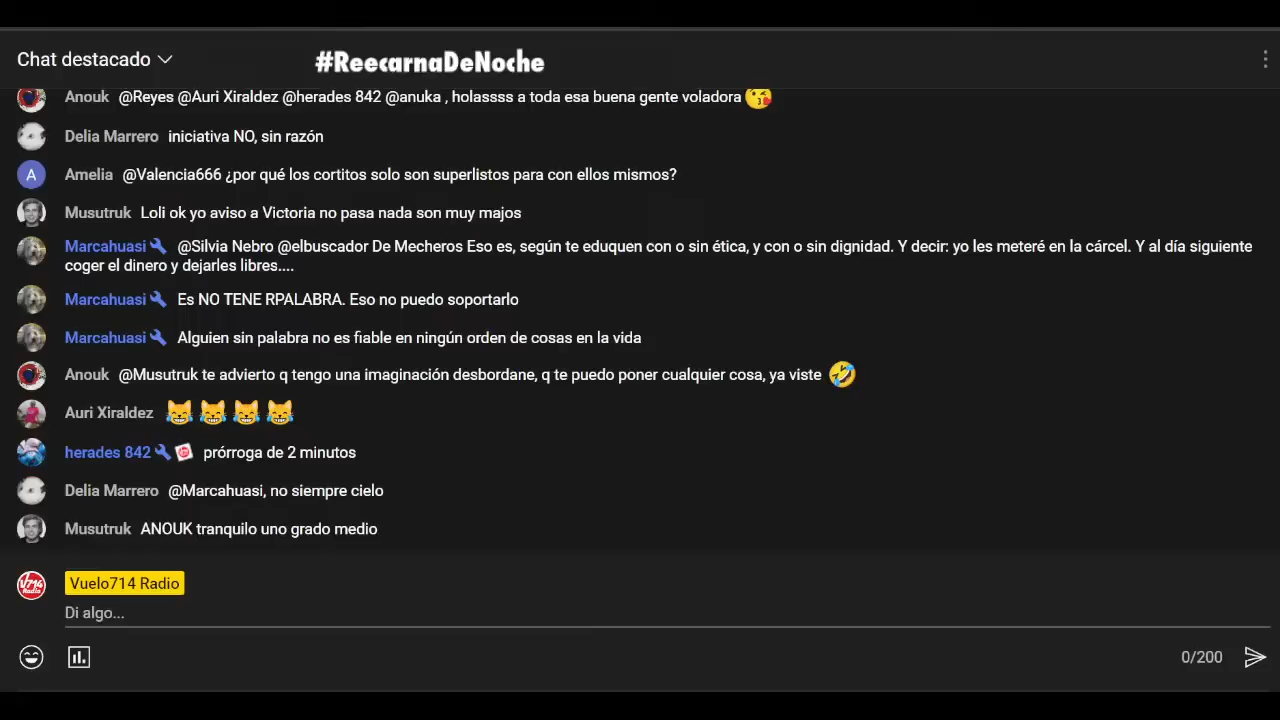 Chat destacado
#ReecarnaDeNoche
Anouk @Reyes @Auri Xiraldez @herades 842 @anuka , holassss a toda esa buena gente voladora 😘
Delia Marrero iniciativa NO, sin razón
A Amelia @Valencia666 ¿por qué los cortitos solo son superlistos para con ellos mismos?
Musutruk Loli ok yo aviso a Victoria no pasa nada son muy majos
Marcahuasi @Silvia Nebro @elbuscador De Mecheros Eso es, según te eduquen con o sin ética, y con o sin dignidad. Y decir: yo les meteré en la cárcel. Y al día siguiente
coger el dinero y dejarles libres....
Marcahuasi Es NO TENE RPALABRA. Eso no puedo soportarlo
Marcahuasi Alguien sin palabra no es fiable en ningún orden de cosas en la vida
Anouk @Musutruk te advierto q tengo una imaginación desbordane, q te puedo poner cualquier cosa, ya viste 🤣
Auri Xiraldez 😹 😹 😹 😹
herades 842 prórroga de 2 minutos
Delia Marrero @Marcahuasi, no siempre cielo
Musutruk ANOUK tranquilo uno grado medio
V714 Radio Vuelo714 Radio
Di algo...
0/200